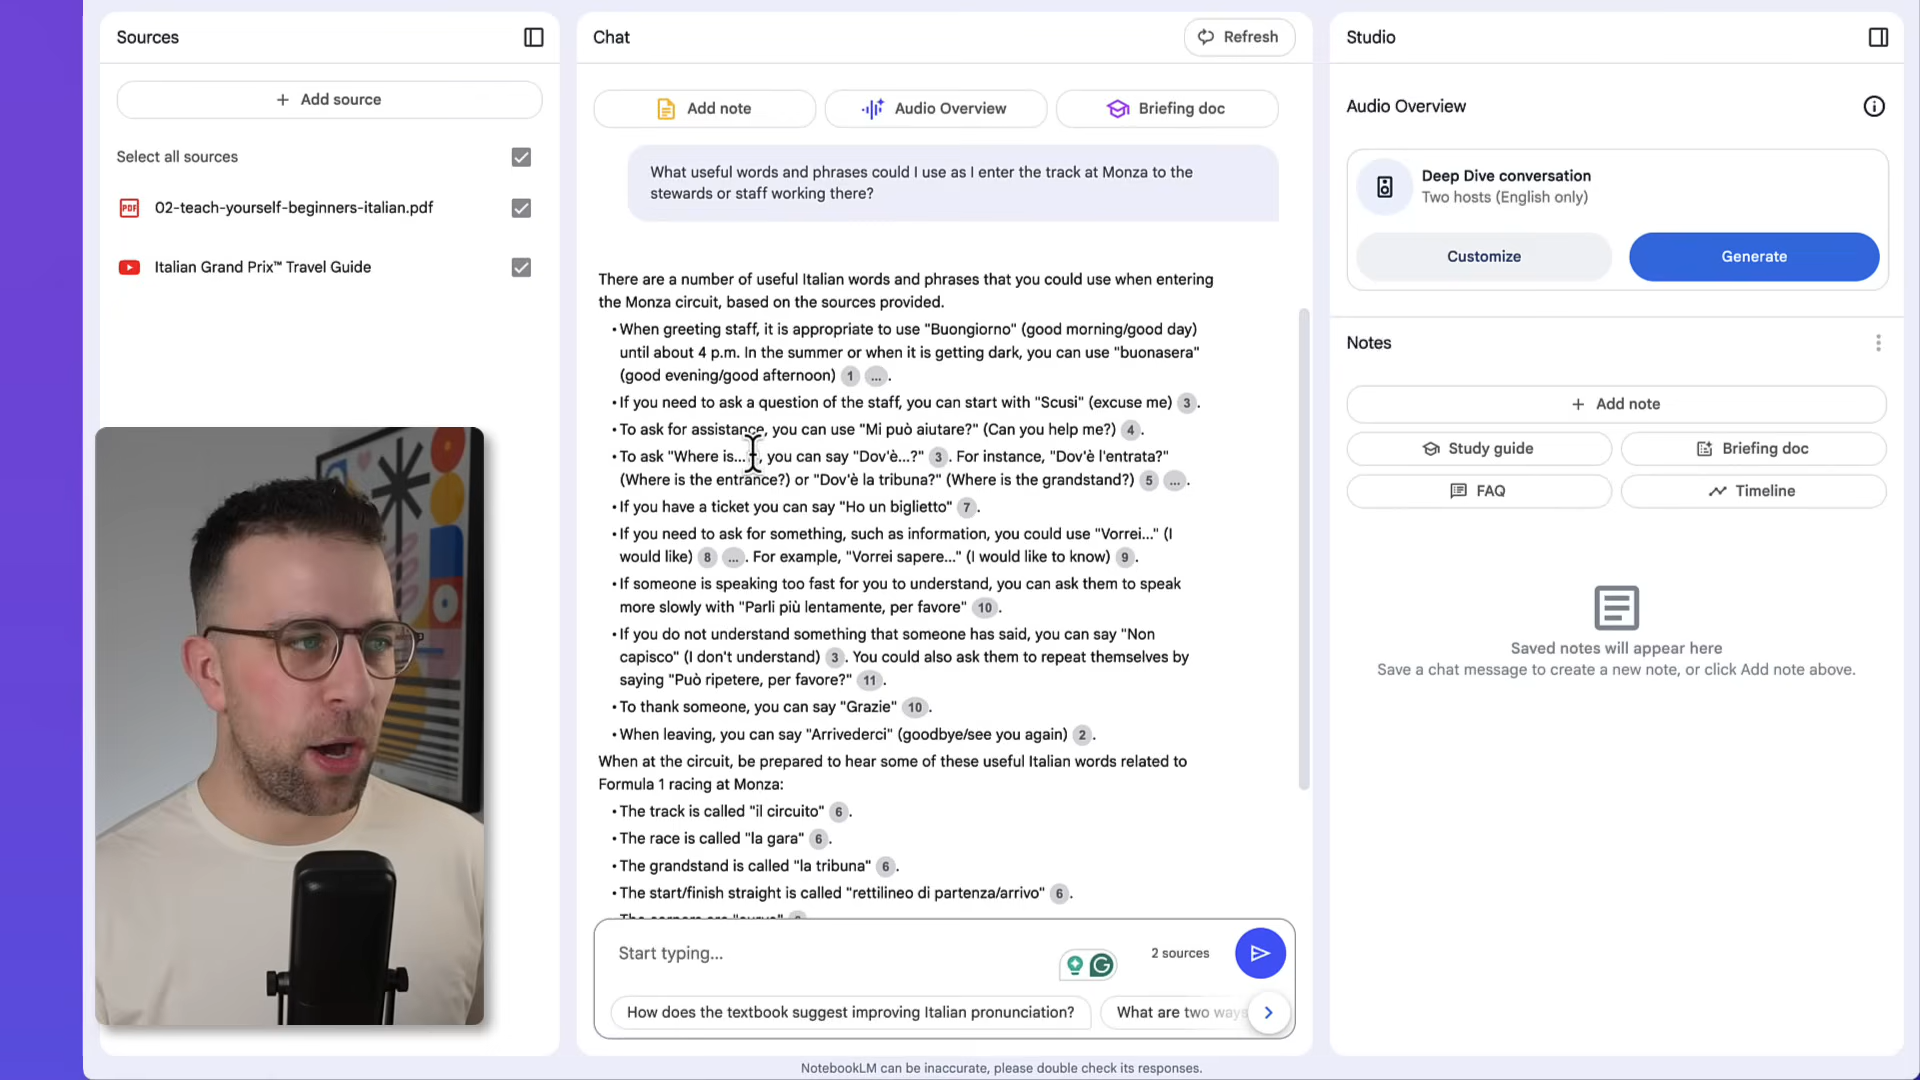 Sources
Add source
Select all sources
PDF
02-teach-yourself-beginners-italian.pdf
Italian Grand Prix™ Travel Guide
Chat
Refresh
Add note
Audio Overview
Briefing doc
What useful words and phrases could I use as I enter the track at Monza to the
stewards or staff working there?
There are a number of useful Italian words and phrases that you could use when entering
the Monza circuit, based on the sources provided.
• When greeting staff, it is appropriate to use "Buongiorno" (good morning/good day)
until about 4 p.m. In the summer or when it is getting dark, you can use "buonasera"
(good evening/good afternoon) 1 ... .
• If you need to ask a question of the staff, you can start with "Scusi" (excuse me) 3 .
• To ask for assistance, you can use "Mi può aiutare?" (Can you help me?) 4 .
• To ask "Where is...", you can say "Dov'è...?" 3 . For instance, "Dov'è l'entrata?"
(Where is the entrance?) or "Dov'è la tribuna?" (Where is the grandstand?) 5 ... .
• If you have a ticket you can say "Ho un biglietto" 7 .
• If you need to ask for something, such as information, you could use "Vorrei..." (I
would like) 8 ... . For example, "Vorrei sapere..." (I would like to know) 9 .
• If someone is speaking too fast for you to understand, you can ask them to speak
more slowly with "Parli più lentamente, per favore" 10 .
• If you do not understand something that someone has said, you can say "Non
capisco" (I don't understand) 3 . You could also ask them to repeat themselves by
saying "Può ripetere, per favore?" 11 .
• To thank someone, you can say "Grazie" 10 .
• When leaving, you can say "Arrivederci" (goodbye/see you again) 2 .
When at the circuit, be prepared to hear some of these useful Italian words related to
Formula 1 racing at Monza:
• The track is called "il circuito" 6 .
• The race is called "la gara" 6 .
• The grandstand is called "la tribuna" 6 .
• The start/finish straight is called "rettilineo di partenza/arrivo" 6 .
Start typing...
2 sources
How does the textbook suggest improving Italian pronunciation?
What are two ways
NotebookLM can be inaccurate, please double check its responses.
Studio
Audio Overview
Deep Dive conversation
Two hosts (English only)
Customize
Generate
Notes
Add note
Study guide
Briefing doc
FAQ
Timeline
Saved notes will appear here
Save a chat message to create a new note, or click Add note above.